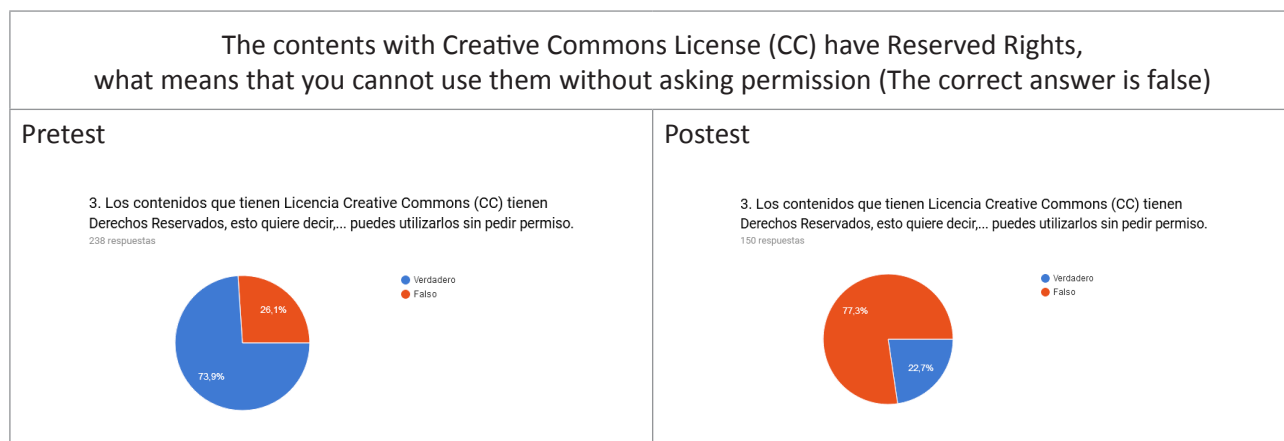 The contents with Creative Commons License (CC) have Reserved Rights,
what means that you cannot use them without asking permission (The correct answer is false)
Pretest
3. Los contenidos que tienen Licencia Creative Commons (CC) tienen
Derechos Reservados, esto quiere decir,... puedes utilizarlos sin pedir permiso.
238 respuestas
Verdadero
Falso
26,1%
73,9%
Postest
3. Los contenidos que tienen Licencia Creative Commons (CC) tienen
Derechos Reservados, esto quiere decir,... puedes utilizarlos sin pedir permiso.
150 respuestas
Verdadero
Falso
77,3%
22,7%